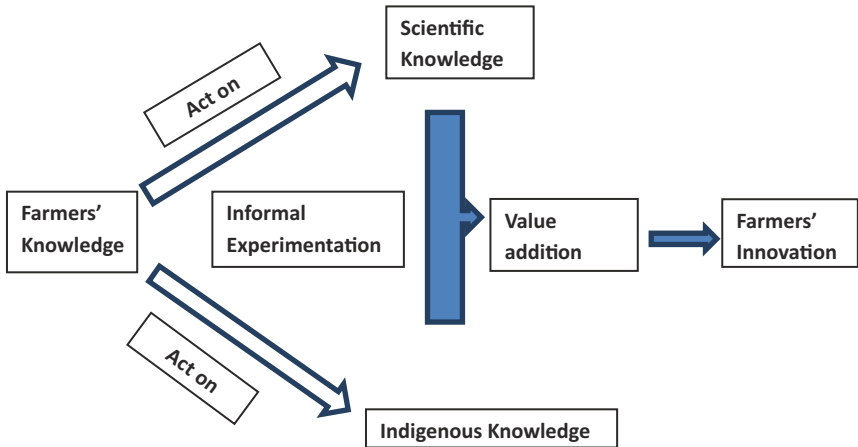 Scientific
Knowledge
Act on
Farmers'
Knowledge
Informal
Experimentation
Value
addition
Farmers'
Innovation
Act on
Indigenous Knowledge